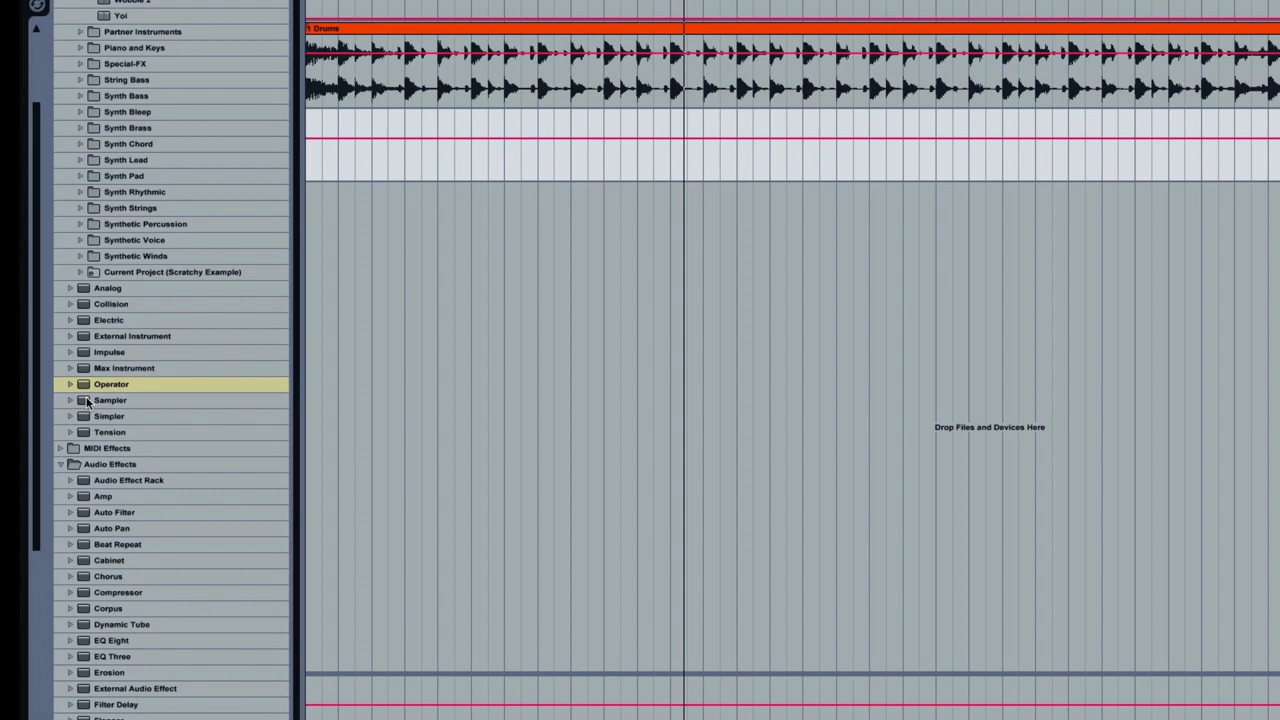 Wobble 2
Yoi
Partner Instruments
Piano and Keys
Special-FX
String Bass
Synth Bass
Synth Bleep
Synth Brass
Synth Chord
Synth Lead
Synth Pad
Synth Rhythmic
Synth Strings
Synthetic Percussion
Synthetic Voice
Synthetic Winds
Current Project (Scratchy Example)
Analog
Collision
Electric
External Instrument
Impulse
Max Instrument
Operator
Sampler
Simpler
Tension
MIDI Effects
Audio Effects
Audio Effect Rack
Amp
Auto Filter
Auto Pan
Beat Repeat
Cabinet
Chorus
Compressor
Corpus
Dynamic Tube
EQ Eight
EQ Three
Erosion
External Audio Effect
Filter Delay
Drums
Drop Files and Devices Here